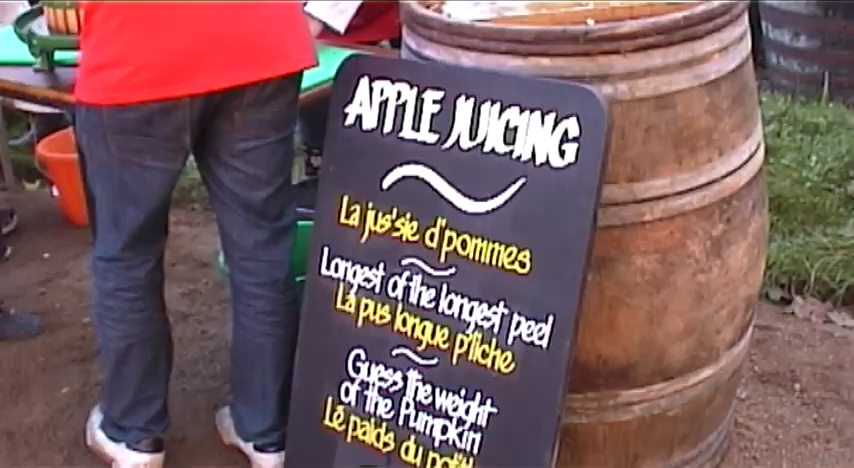 APPLE JUICING
La jus'sie d'pommes
Longest of the longest peel
La pus longue p'liche
Guess the weight
of the Pumpkin
Lé paids du